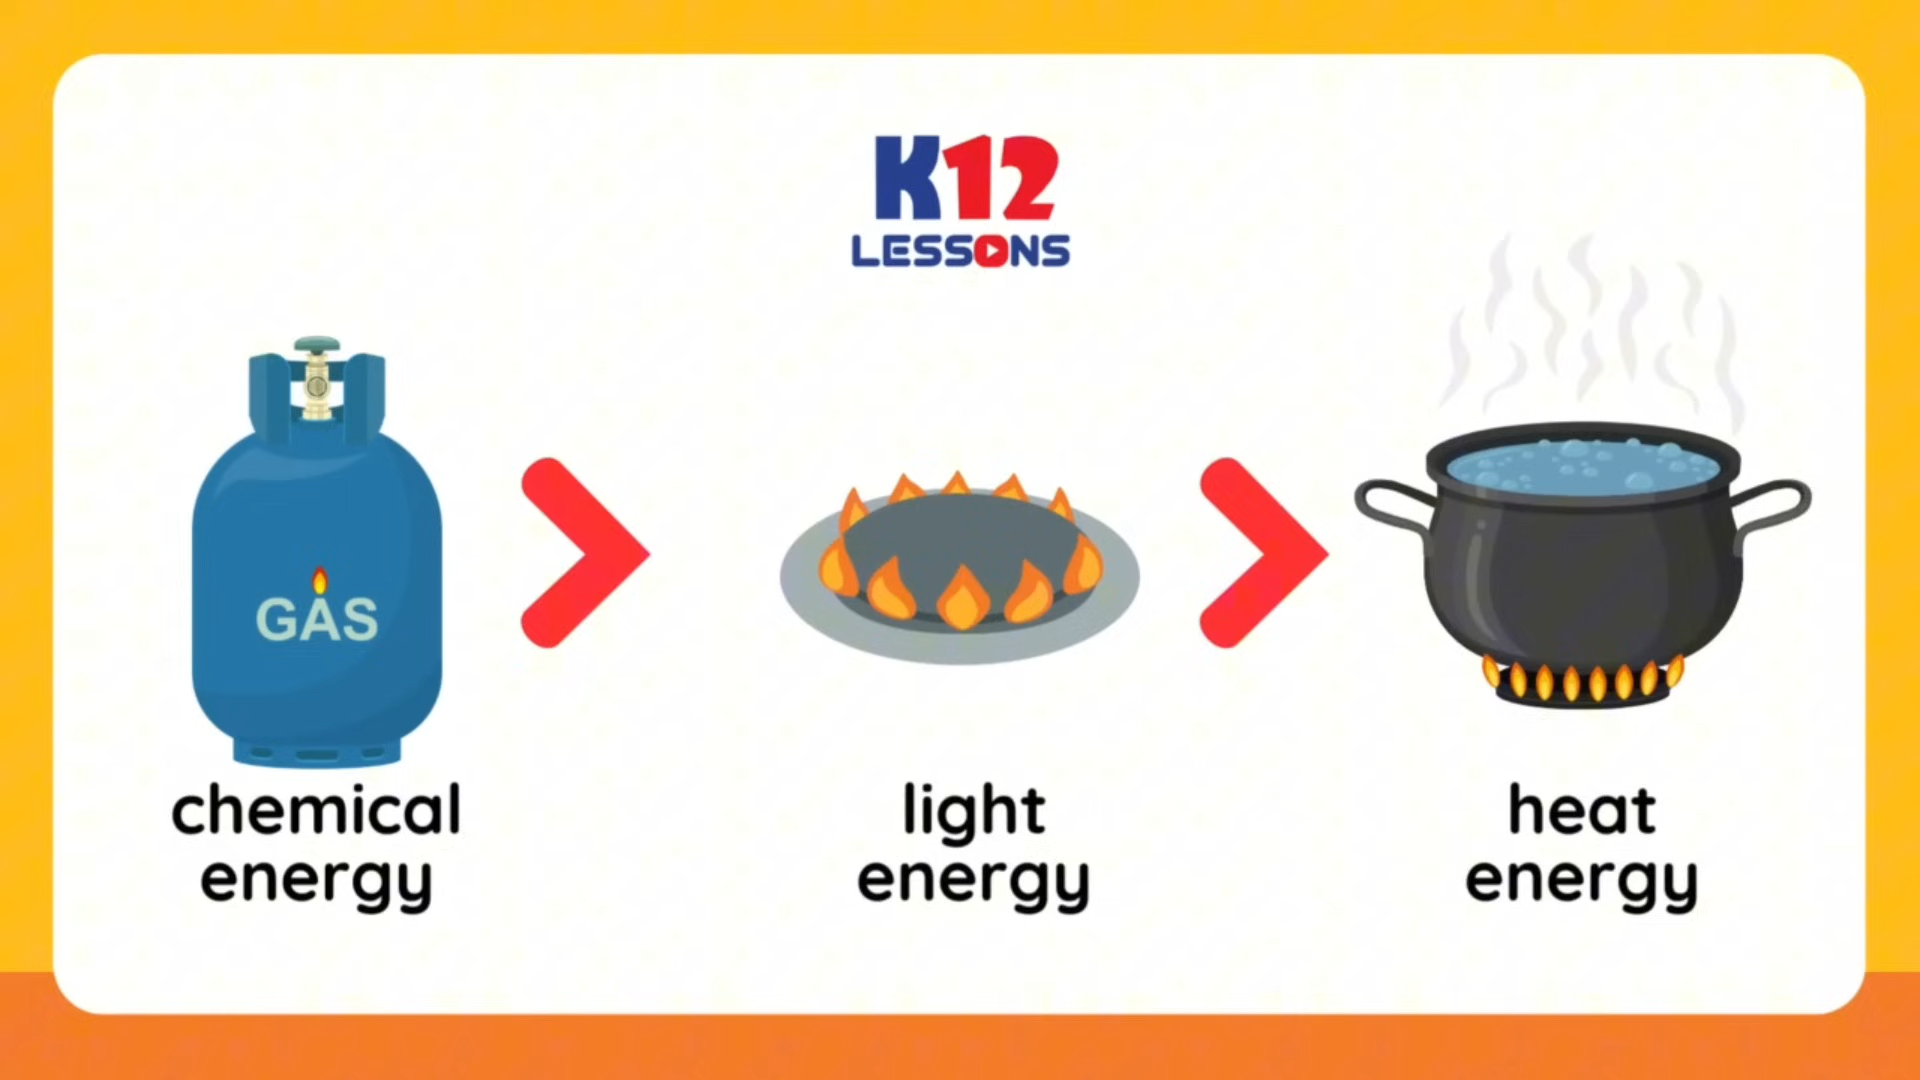 K12
LESSONS
GAS
chemical
energy
light
energy
heat
energy